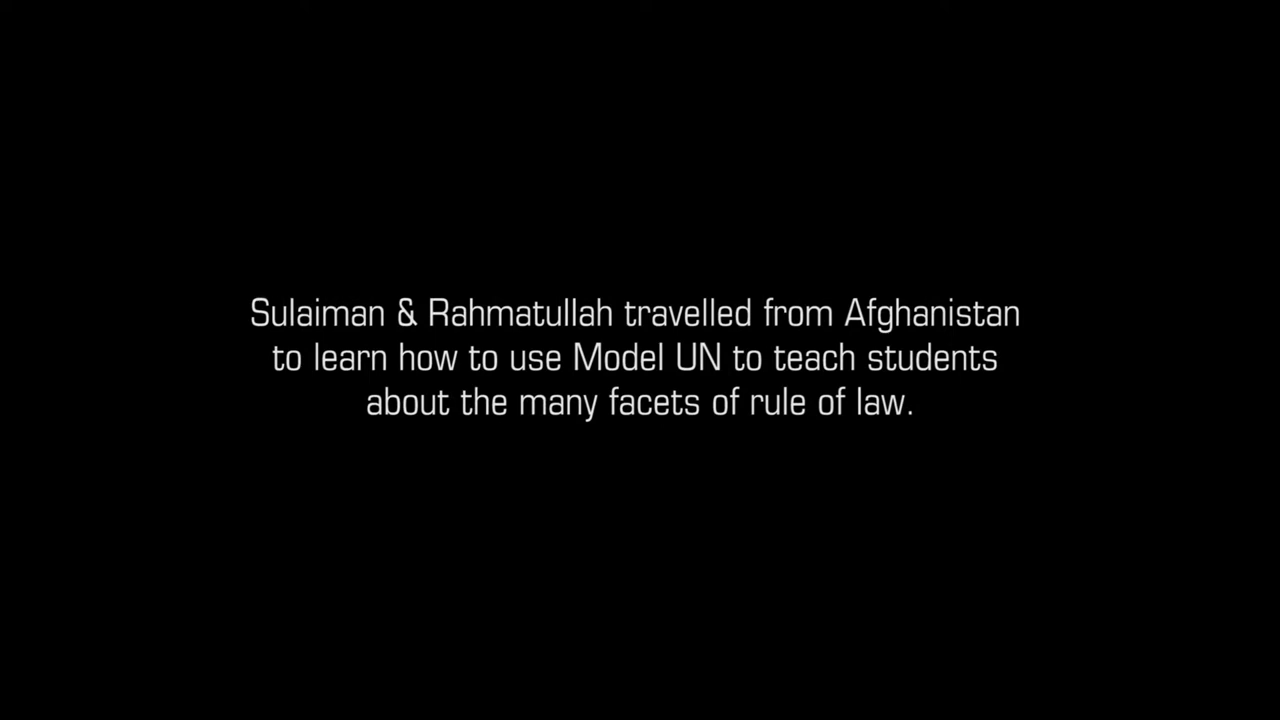 Sulaiman & Rahmatullah travelled from Afghanistan
to learn how to use Model UN to teach students
about the many facets of rule of law.